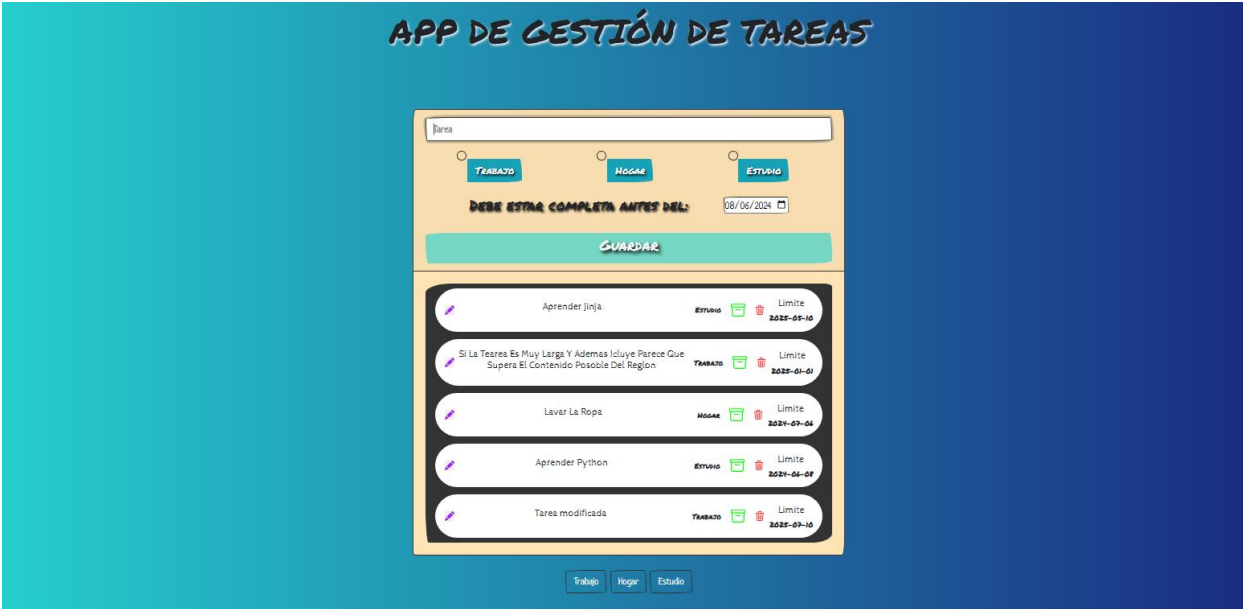 APP DE GESTIÓN DE TAREAS
Tarea
TRABAJO HOGAR ESTUDIO
DEBE ESTAR COMPLETA ANTES DEL: 08/06/2024
GUARDAR
Aprender Jinja ESTUDIO Limite
2025-05-10
Si La Tearea Es Muy Larga Y Ademas Icluye Parece Que
Supera El Contenido Posoble Del Reglon TRABAJO Limite
2025-01-01
Lavar La Ropa HOGAR Limite
2024-07-06
Aprender Python ESTUDIO Limite
2024-06-08
Tarea modificada TRABAJO Limite
2025-07-10
Trabajo Hogar Estudio